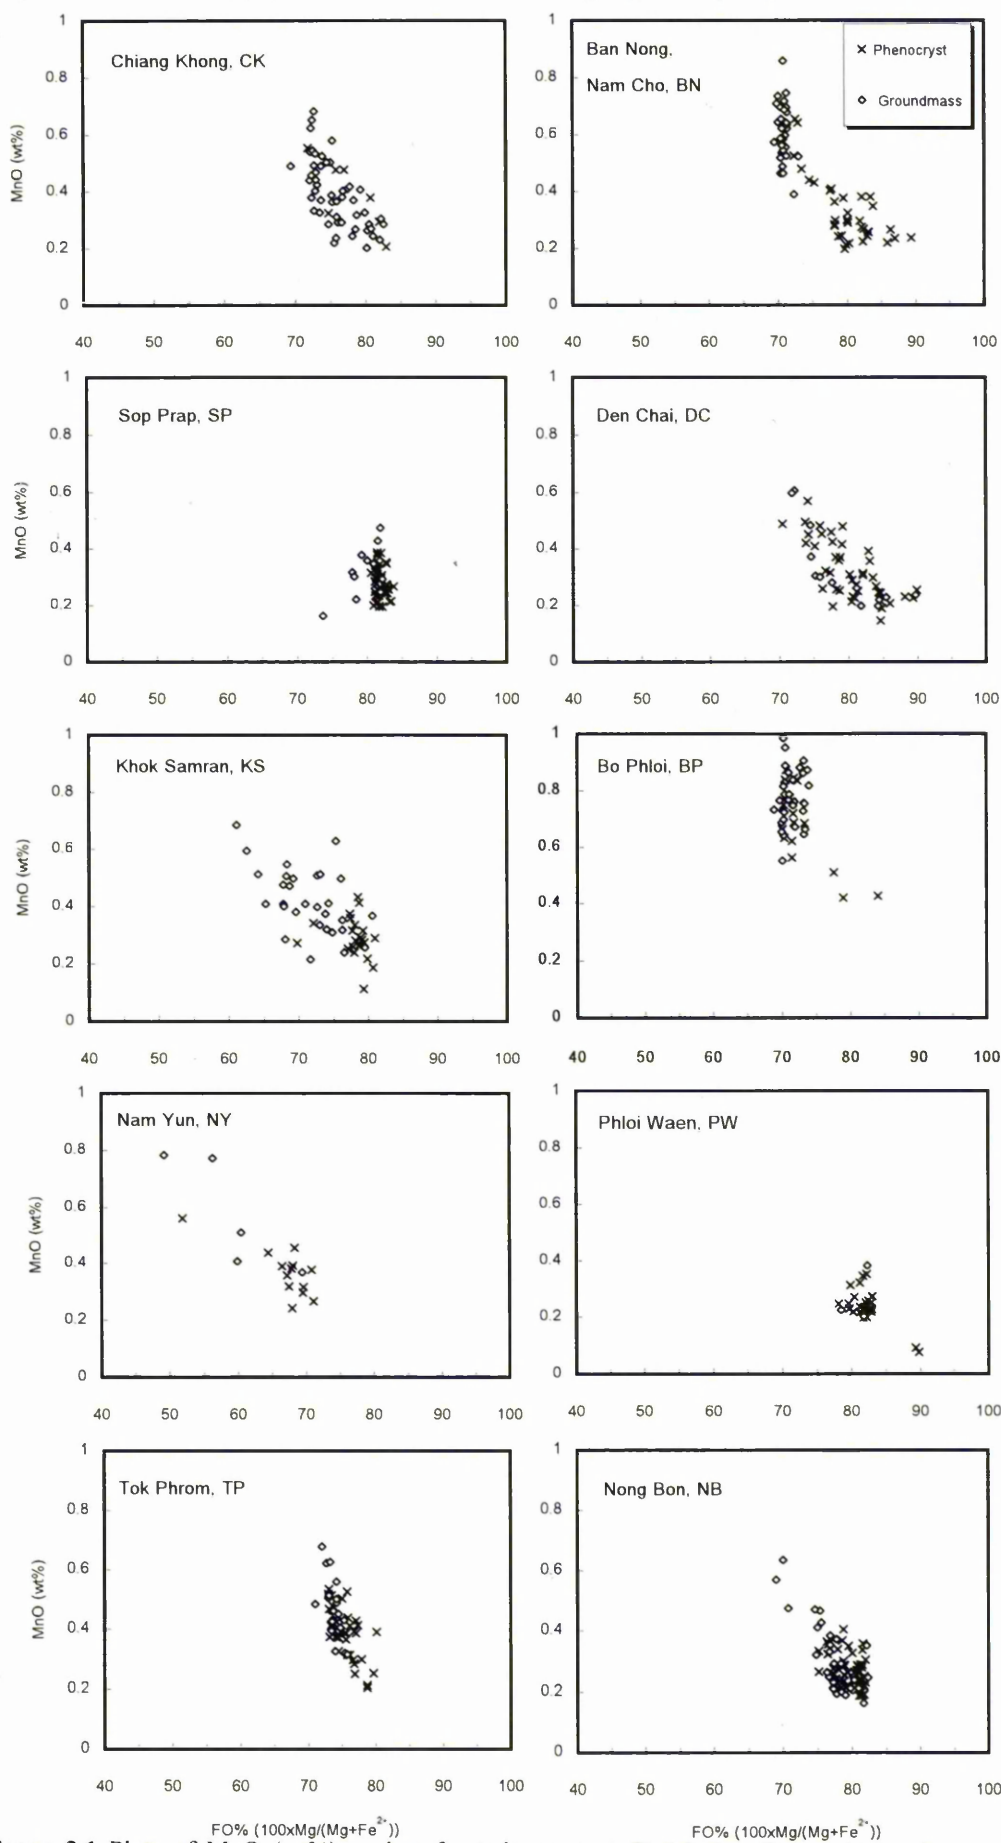 1
Chiang Khong, CK
0.8
0.6
MnO (wt%)
0.4
0.2
0
40 50 60 70 80 90 100
1
Ban Nong,
Nam Cho, BN
Phenocryst
Groundmass
0.8
0.6
0.4
0.2
0
40 50 60 70 80 90 100
1
Sop Prap, SP
0.8
0.6
MnO (wt%)
0.4
0.2
0
40 50 60 70 80 90 100
1
Den Chai, DC
0.8
0.6
0.4
0.2
0
40 50 60 70 80 90 100
1
Khok Samran, KS
0.8
0.6
MnO (wt%)
0.4
0.2
0
40 50 60 70 80 90 100
1
Bo Phloi, BP
0.8
0.6
0.4
0.2
0
40 50 60 70 80 90 100
1
Nam Yun, NY
0.8
0.6
MnO (wt%)
0.4
0.2
0
40 50 60 70 80 90 100
1
Phloi Waen, PW
0.8
0.6
0.4
0.2
0
40 50 60 70 80 90 100
1
Tok Phrom, TP
0.8
0.6
MnO (wt%)
0.4
0.2
0
40 50 60 70 80 90 100
FO% (100xMg/(Mg+Fe²⁺))
1
Nong Bon, NB
0.8
0.6
0.4
0.2
0
40 50 60 70 80 90 100
FO% (100xMg/(Mg+Fe²⁺))